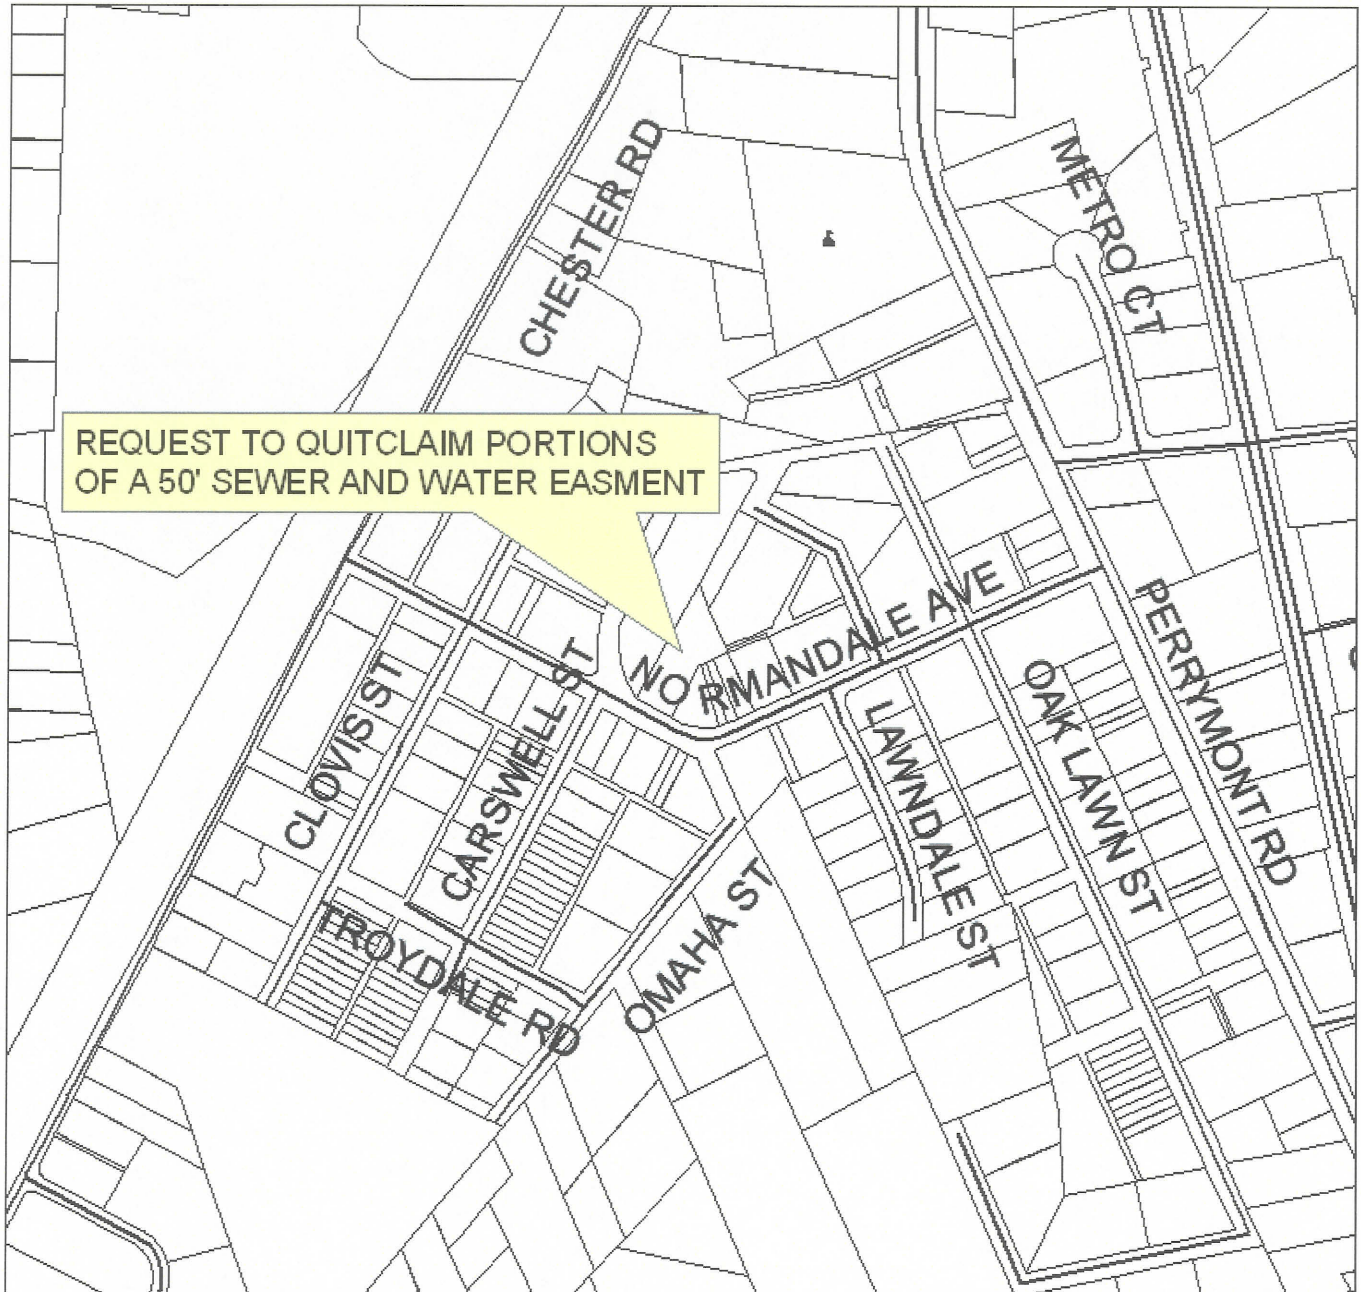 CHESTER RD
METRO CT
REQUEST TO QUITCLAIM PORTIONS
OF A 50' SEWER AND WATER EASMENT
NORMANDALE AVE
PERRYMONT RD
CLOVIS ST
CARSWELL ST
OAK LAWN ST
LAWNDALE ST
TROYDALE RD
OMAHA ST